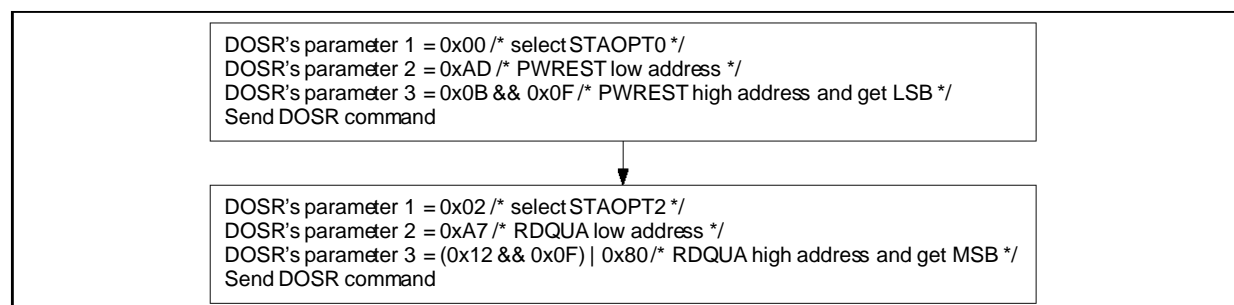 DOSR's parameter 1 = 0x00 /* select STAOPT0 */
DOSR's parameter 2 = 0xAD /* PWREST low address */
DOSR's parameter 3 = 0x0B && 0x0F /* PWREST high address and get LSB */
Send DOSR command
DOSR's parameter 1 = 0x02 /* select STAOPT2 */
DOSR's parameter 2 = 0xA7 /* RDQUA low address */
DOSR's parameter 3 = (0x12 && 0x0F) | 0x80 /* RDQUA high address and get MSB */
Send DOSR command